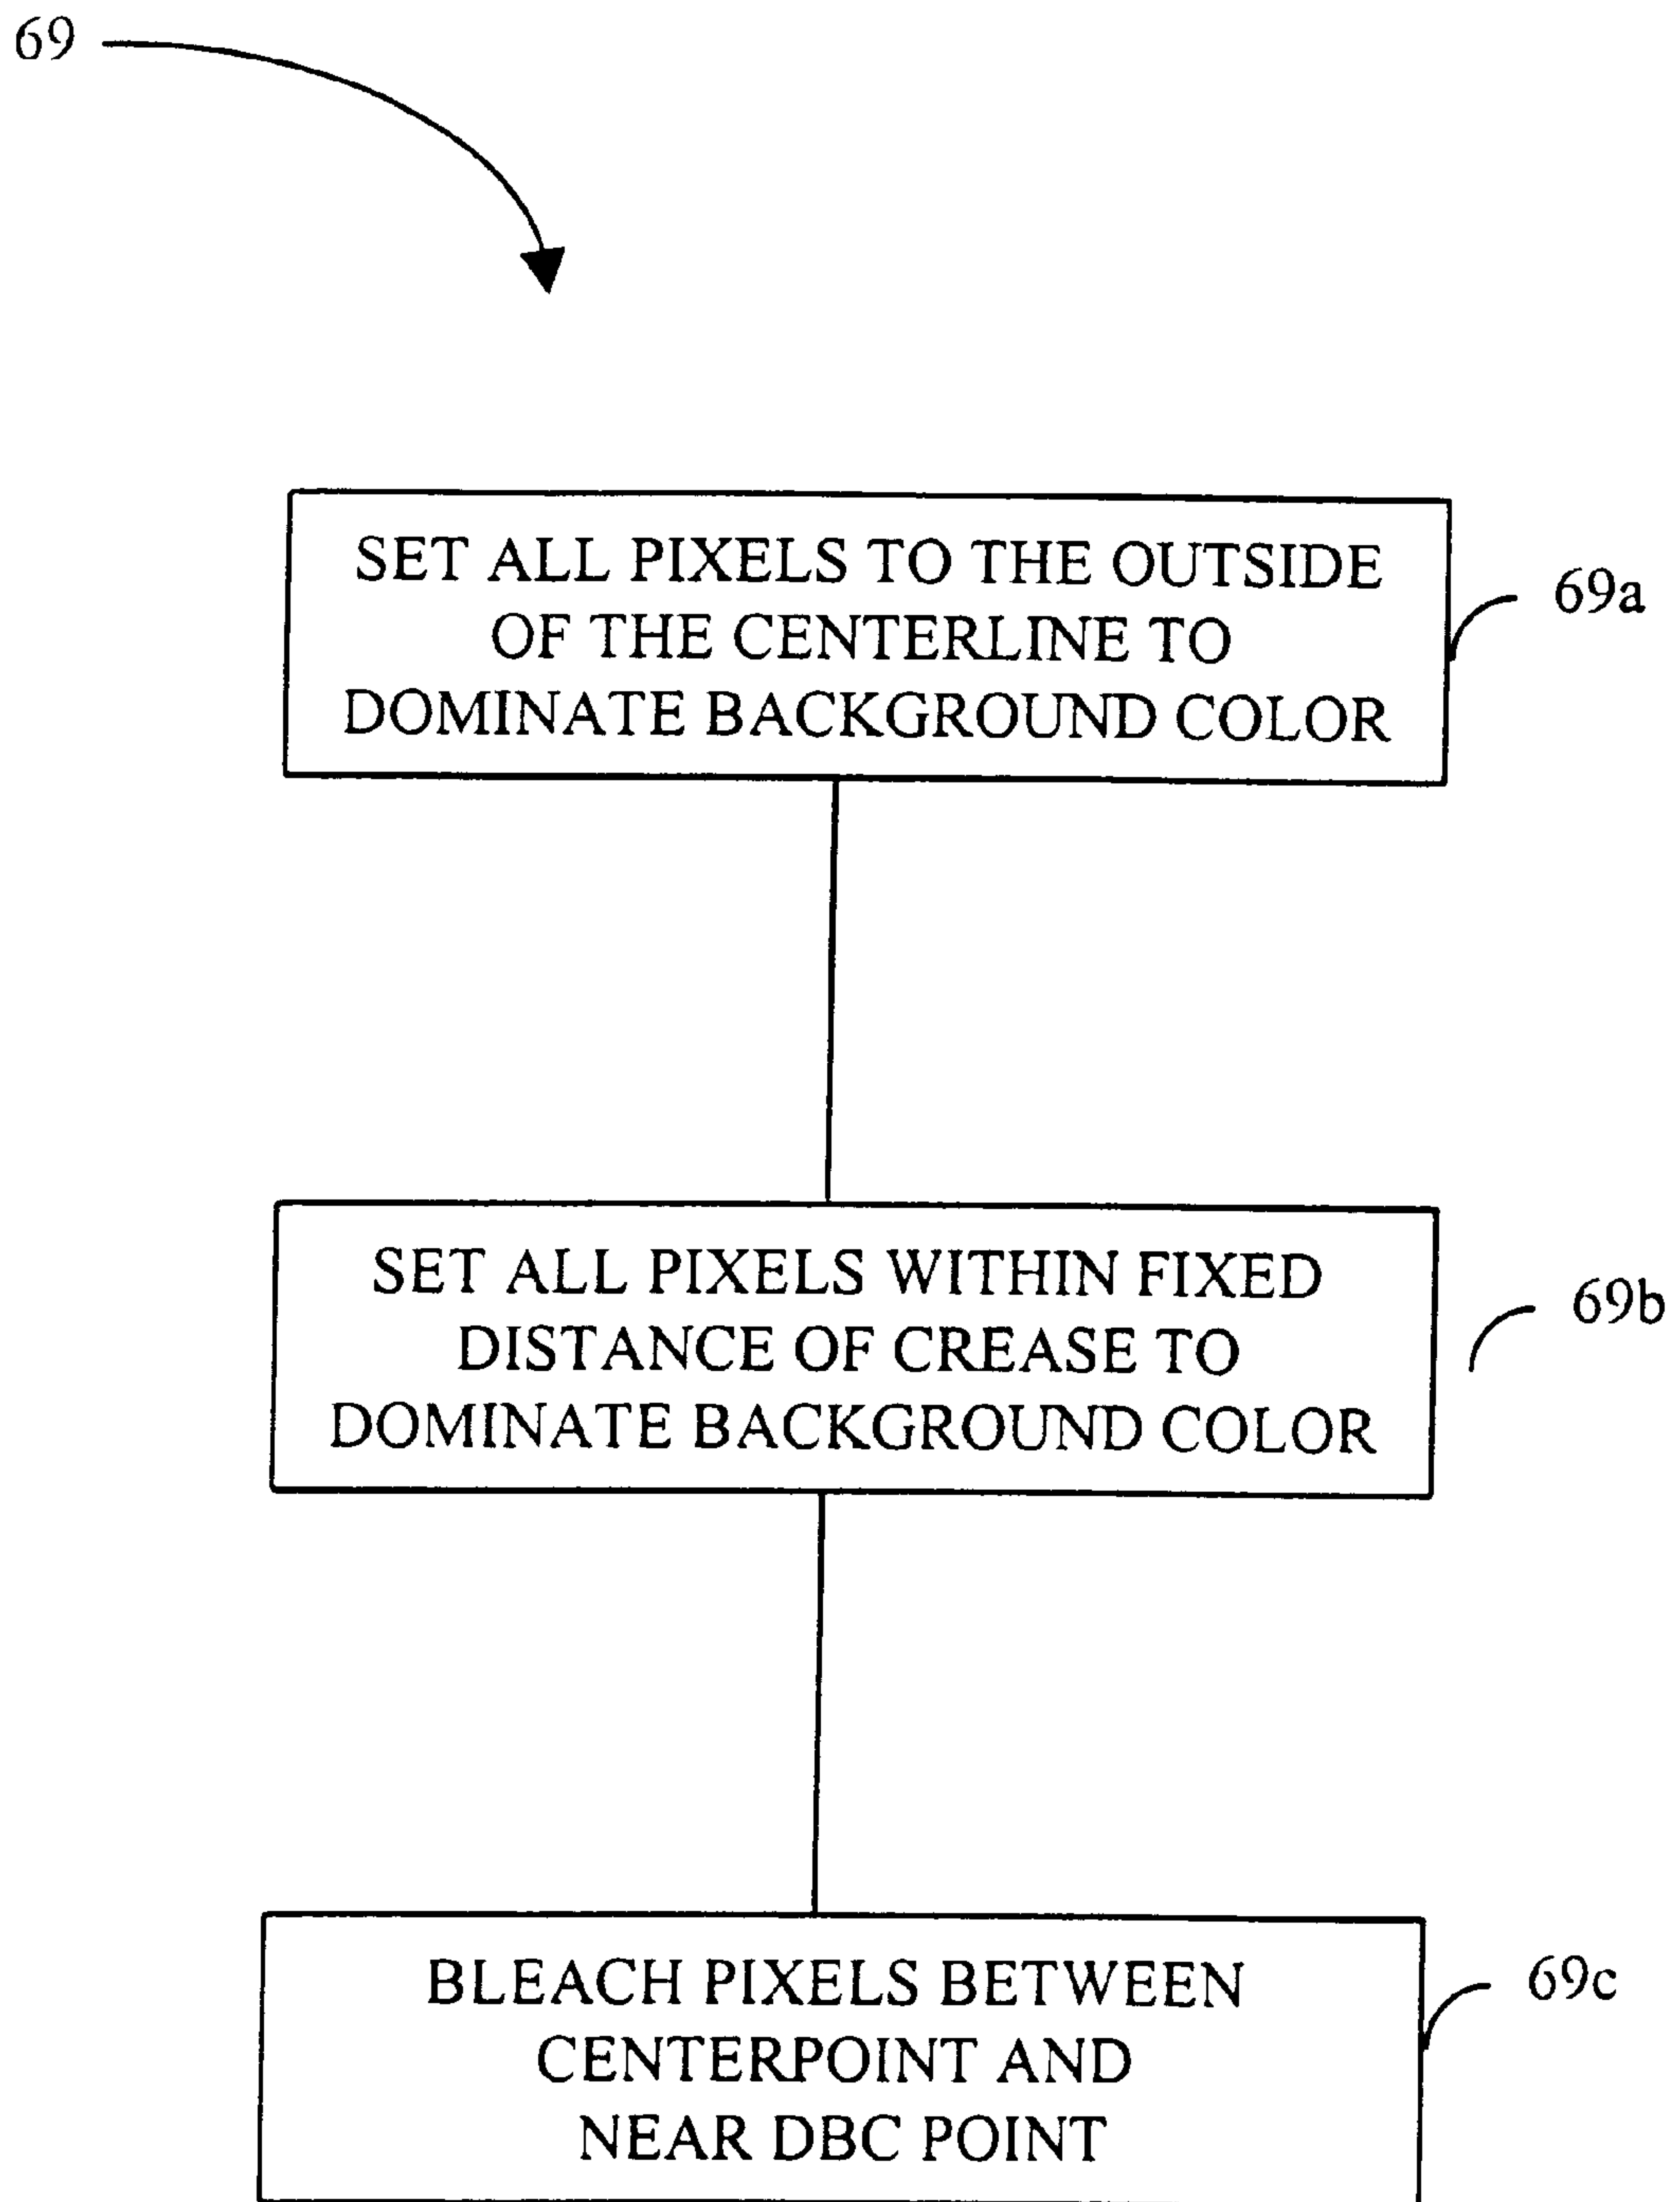 69
SET ALL PIXELS TO THE OUTSIDE
OF THE CENTERLINE TO
DOMINATE BACKGROUND COLOR
69a
SET ALL PIXELS WITHIN FIXED
DISTANCE OF CREASE TO
DOMINATE BACKGROUND COLOR
69b
BLEACH PIXELS BETWEEN
CENTERPOINT AND
NEAR DBC POINT
69c